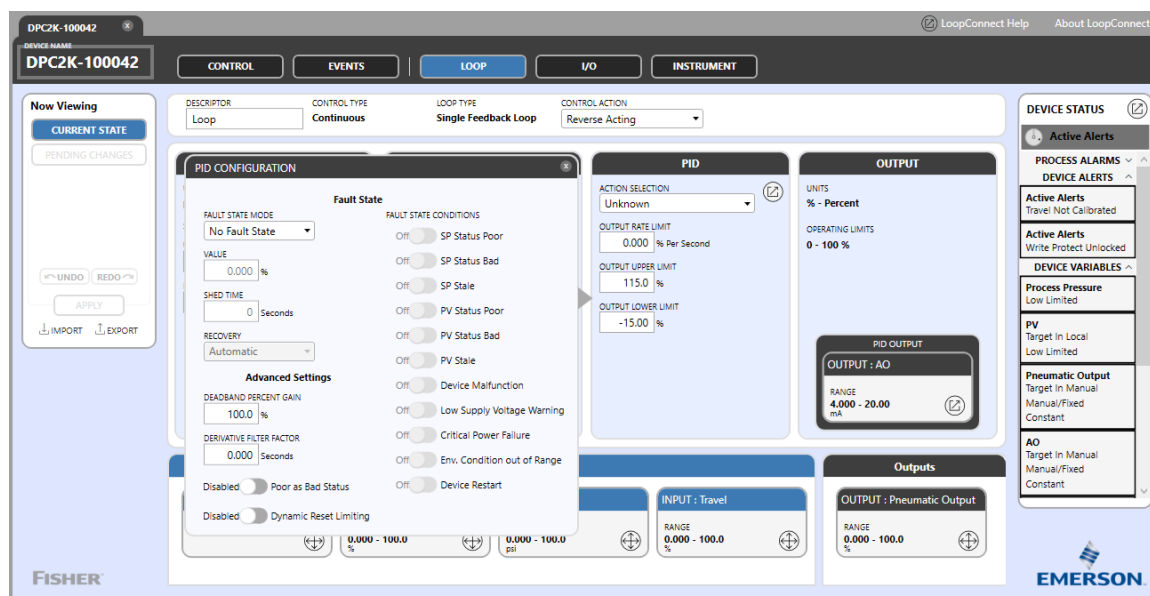 DPC2K-100042
LoopConnect Help
About LoopConnect
DEVICE NAME
DPC2K-100042
CONTROL
EVENTS
LOOP
I/O
INSTRUMENT
Now Viewing
CURRENT STATE
PENDING CHANGES
UNDO
REDO
APPLY
IMPORT
EXPORT
DESCRIPTOR
Loop
CONTROL TYPE
Continuous
LOOP TYPE
Single Feedback Loop
CONTROL ACTION
Reverse Acting
PID CONFIGURATION
Fault State
FAULT STATE MODE
No Fault State
VALUE
0.000 %
SHED TIME
0 Seconds
RECOVERY
Automatic
Advanced Settings
DEADBAND PERCENT GAIN
100.0 %
DERIVATIVE FILTER FACTOR
0.000 Seconds
Disabled Poor as Bad Status
Disabled Dynamic Reset Limiting
FAULT STATE CONDITIONS
Off SP Status Poor
Off SP Status Bad
Off SP Stale
Off PV Status Poor
Off PV Status Bad
Off PV Stale
Off Device Malfunction
Off Low Supply Voltage Warning
Off Critical Power Failure
Off Env. Condition out of Range
Off Device Restart
PID
ACTION SELECTION
Unknown
OUTPUT RATE LIMIT
0.000 % Per Second
OUTPUT UPPER LIMIT
115.0 %
OUTPUT LOWER LIMIT
-15.00 %
OUTPUT
UNITS
% - Percent
OPERATING LIMITS
0 - 100 %
PID OUTPUT
OUTPUT : AO
RANGE
4.000 - 20.00
mA
0.000 - 100.0
%
0.000 - 100.0
psi
INPUT : Travel
RANGE
0.000 - 100.0
%
Outputs
OUTPUT : Pneumatic Output
RANGE
0.000 - 100.0
%
DEVICE STATUS
Active Alerts
PROCESS ALARMS
DEVICE ALERTS
Active Alerts
Travel Not Calibrated
Active Alerts
Write Protect Unlocked
DEVICE VARIABLES
Process Pressure
Low Limited
PV
Target In Local
Low Limited
Pneumatic Output
Target In Manual
Manual/Fixed
Constant
AO
Target In Manual
Manual/Fixed
Constant
FISHER
EMERSON